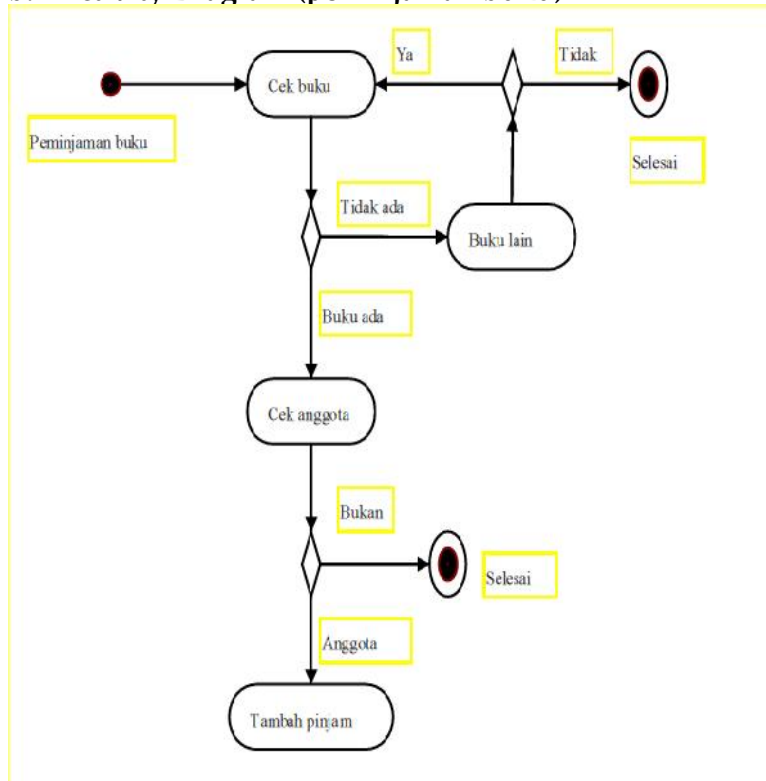 Ya
Tidak
Cek buku
Peminjaman buku
Selesai
Tidak ada
Buku lain
Buku ada
Cek anggota
Bukan
Selesai
Anggota
Tambah pinjam